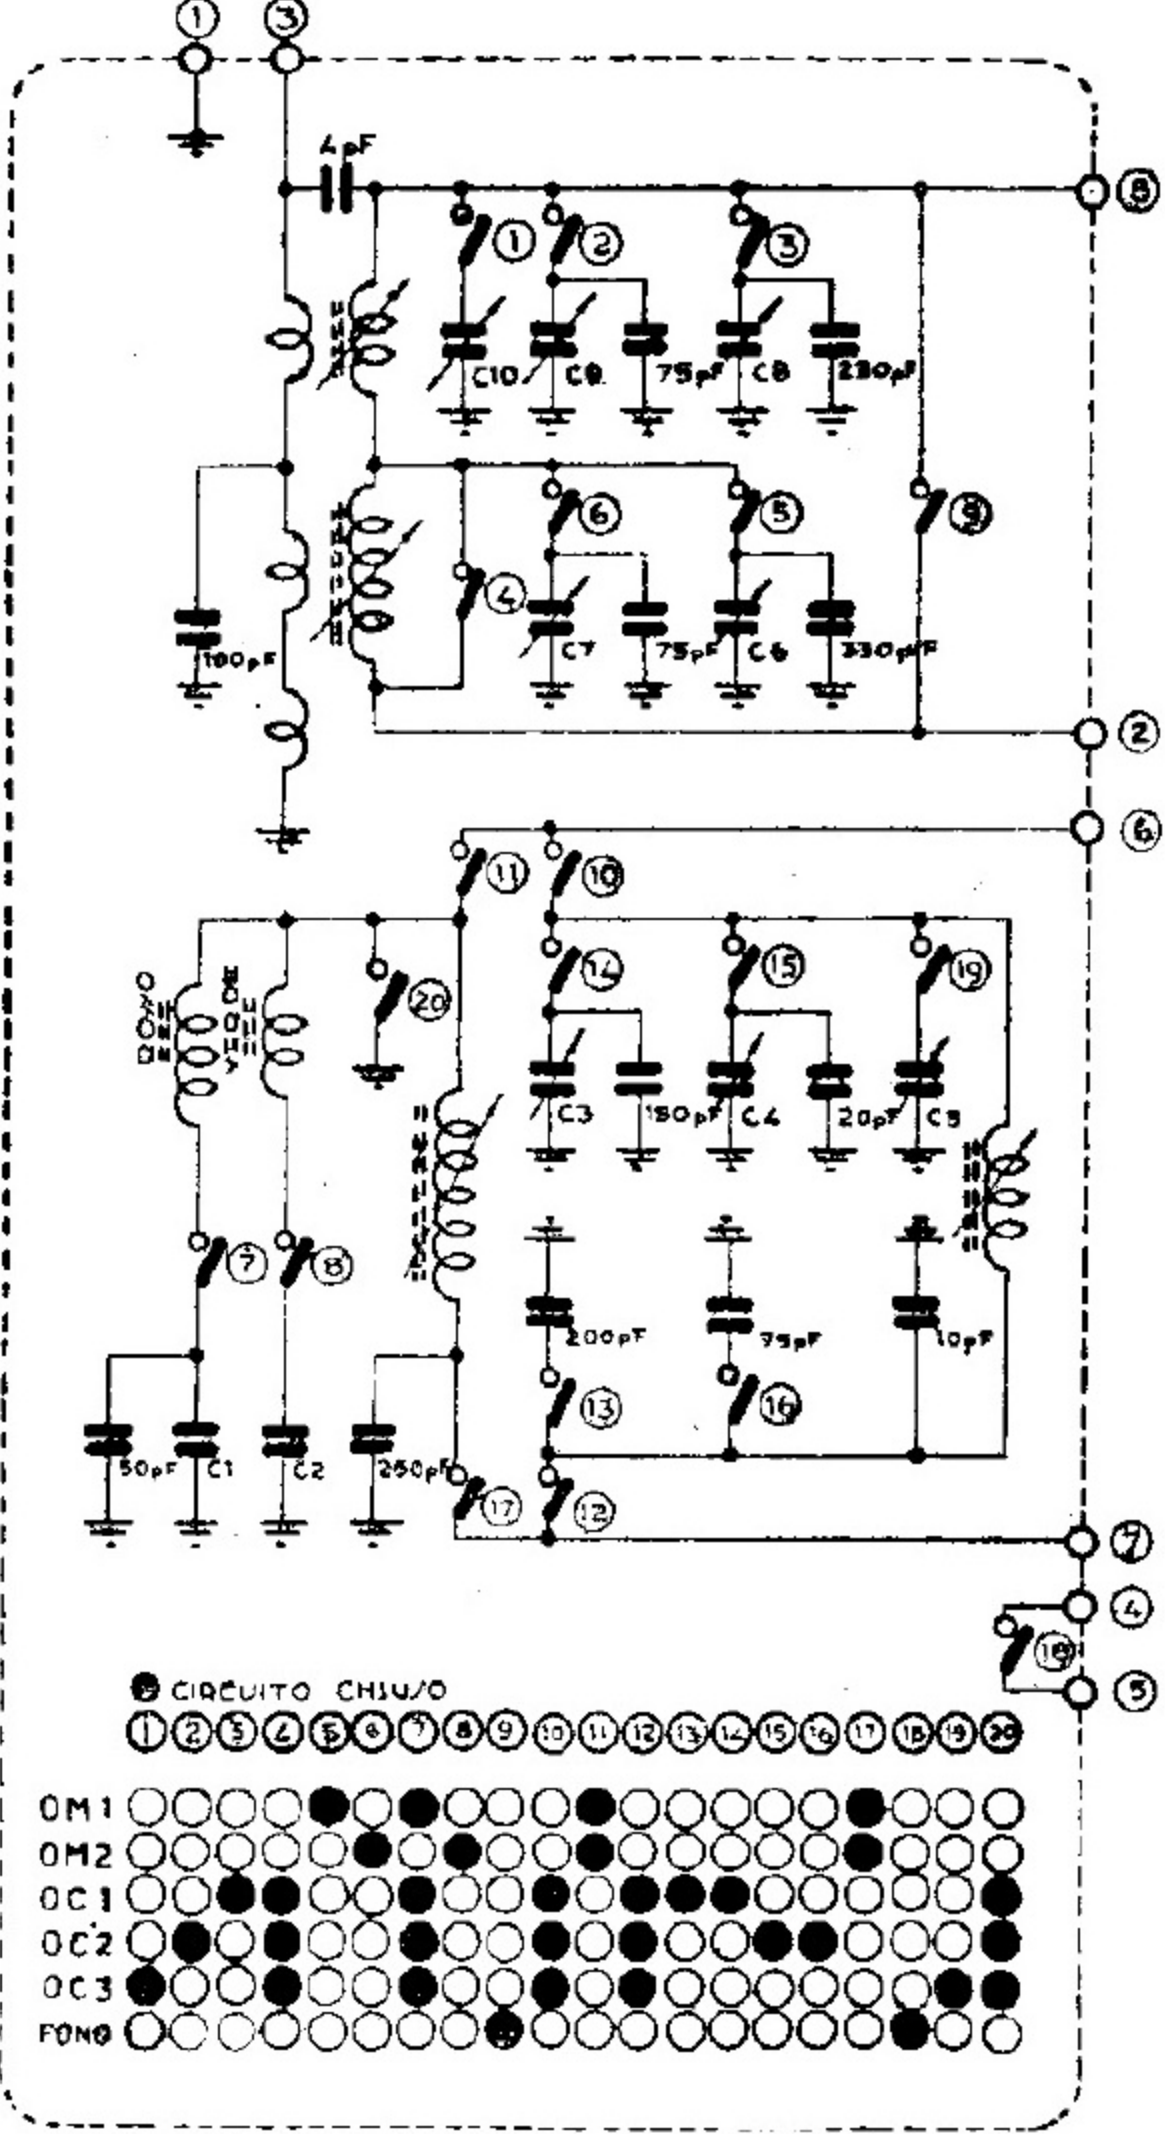 1 3
4pF
8
1 2 3
C10 C9 75pF C8 230pF
6 5 9
4
180pF C7 75pF C6 330pF
2
6
11 10
14 15 19
20
C3 150pF C4 20pF C5
7 8
200pF 75pF 10pF
13 16
50pF C1 C2 250pF
17 12
7
4
18
5
CIRCUITO CHIUSO
1 2 3 4 5 6 7 8 9 10 11 12 13 14 15 16 17 18 19 20
OM1
OM2
OC1
OC2
OC3
FONO